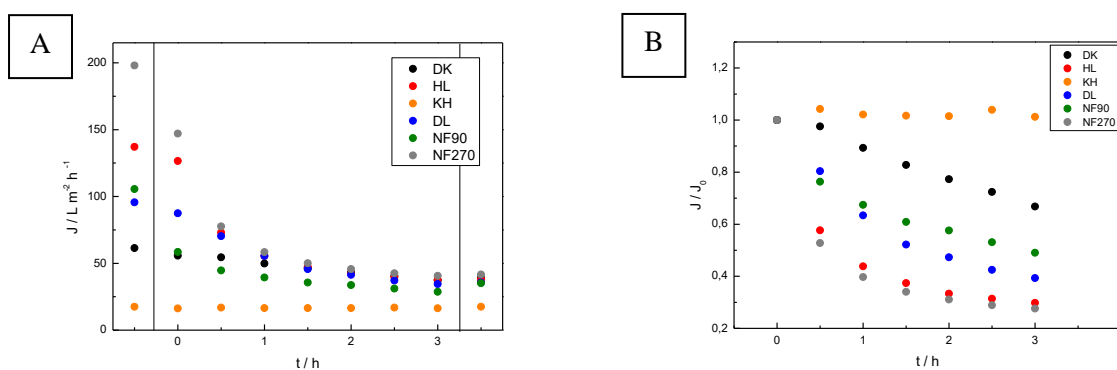 A
J / L m⁻² h⁻¹
200
150
100
50
0
DK
HL
KH
DL
NF90
NF270
0 1 2 3
t / h
B
J / J₀
1,2
1,0
0,8
0,6
0,4
0,2
DK
HL
KH
DL
NF90
NF270
0 1 2 3
t / h